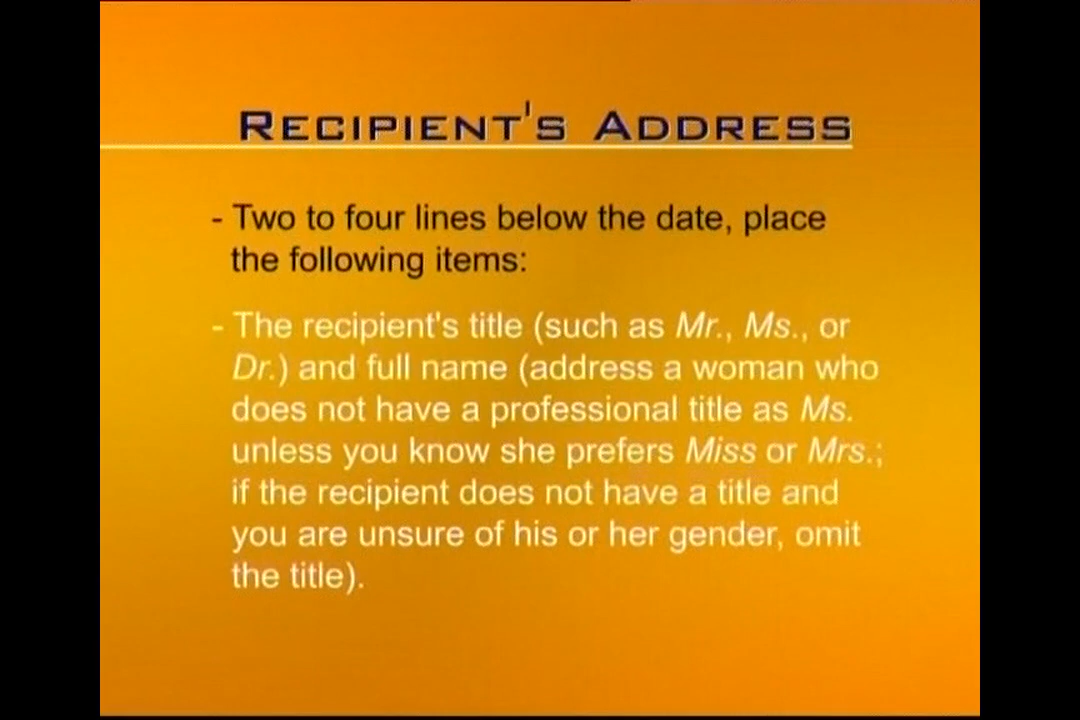 RECIPIENT'S ADDRESS
- Two to four lines below the date, place
the following items:
- The recipient's title (such as Mr., Ms., or
Dr.) and full name (address a woman who
does not have a professional title as Ms.
unless you know she prefers Miss or Mrs.;
if the recipient does not have a title and
you are unsure of his or her gender, omit
the title).